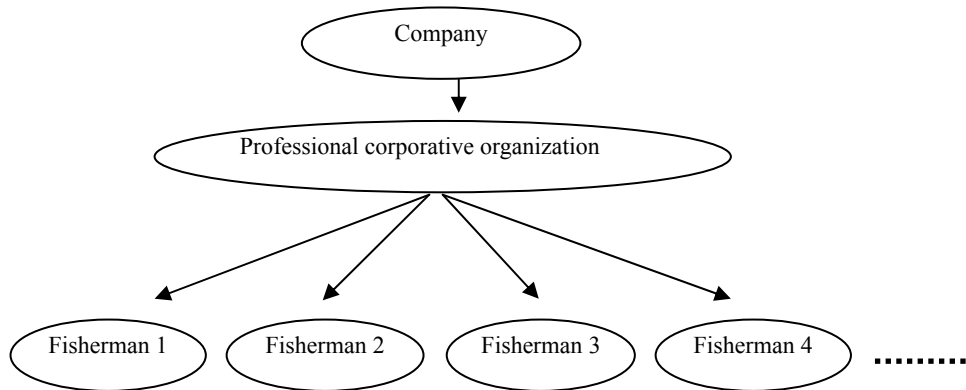 Company
Professional corporative organization
Fisherman 1
Fisherman 2
Fisherman 3
Fisherman 4